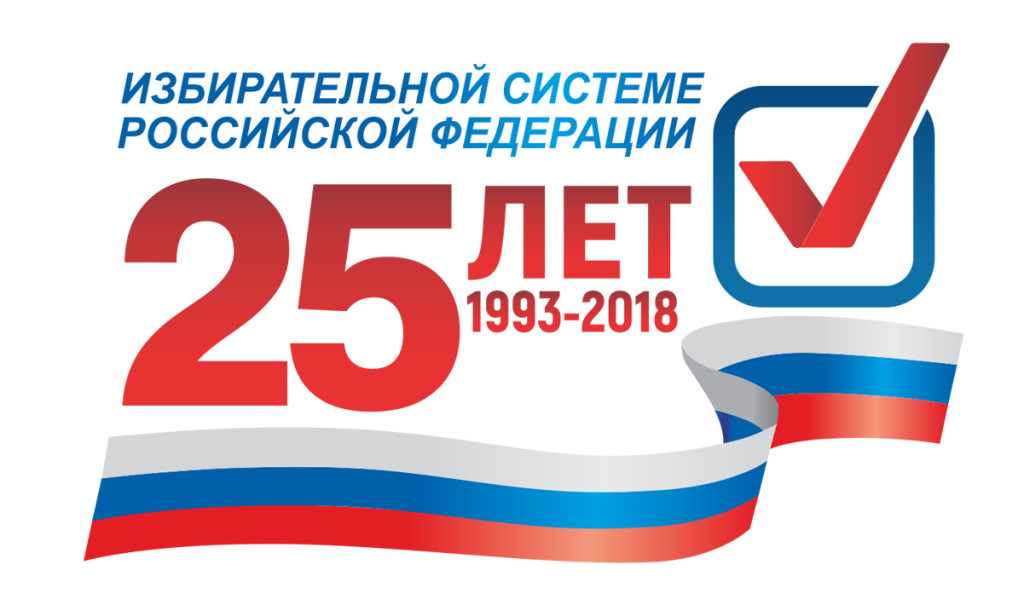 ИЗБИРАТЕЛЬНОЙ СИСТЕМЕ
РОССИЙСКОЙ ФЕДЕРАЦИИ
25 ЛЕТ
1993-2018